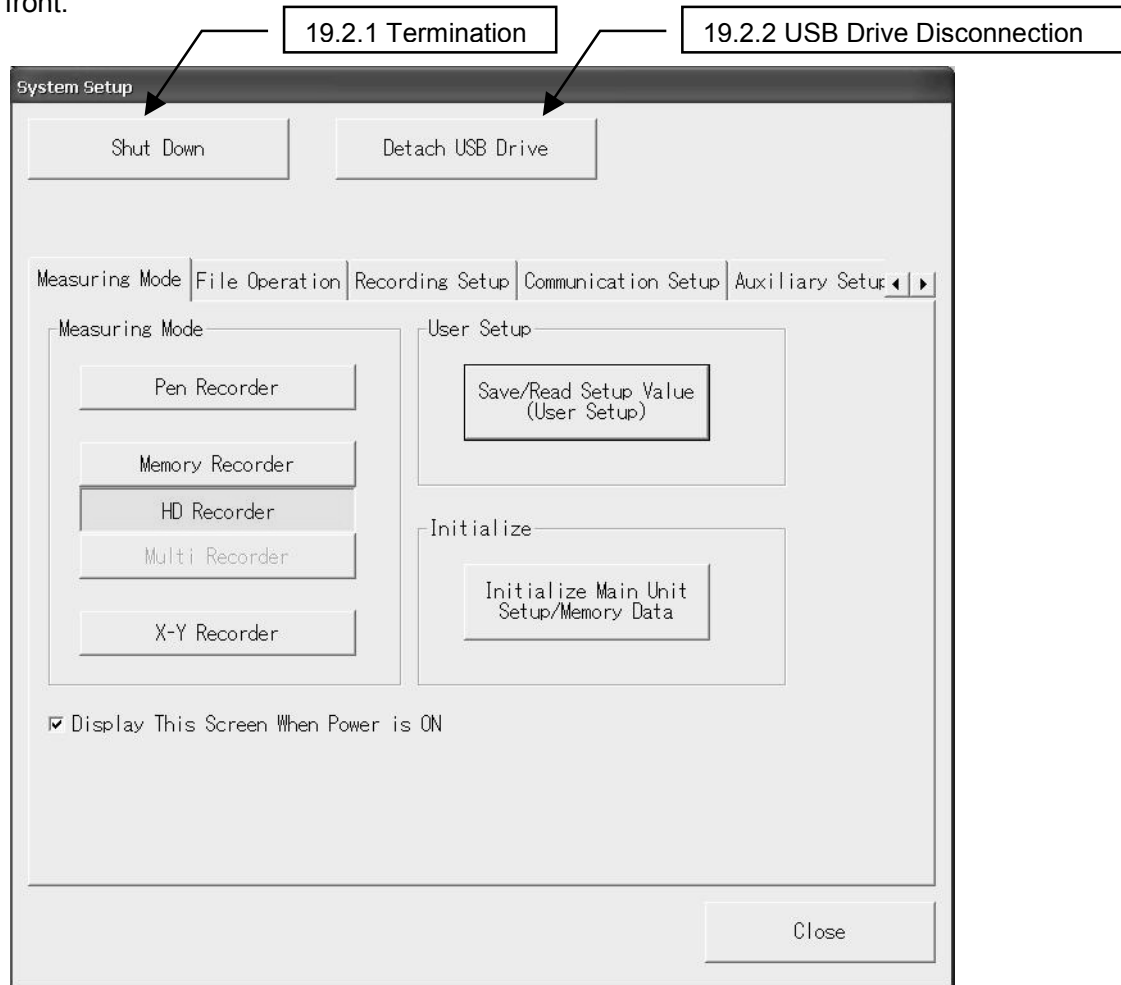 front.
19.2.1 Termination
19.2.2 USB Drive Disconnection
System Setup
Shut Down
Detach USB Drive
Measuring Mode
File Operation
Recording Setup
Communication Setup
Auxiliary Setup
Measuring Mode
User Setup
Pen Recorder
Save/Read Setup Value
(User Setup)
Memory Recorder
HD Recorder
Multi Recorder
Initialize
Initialize Main Unit
Setup/Memory Data
X-Y Recorder
Display This Screen When Power is ON
Close